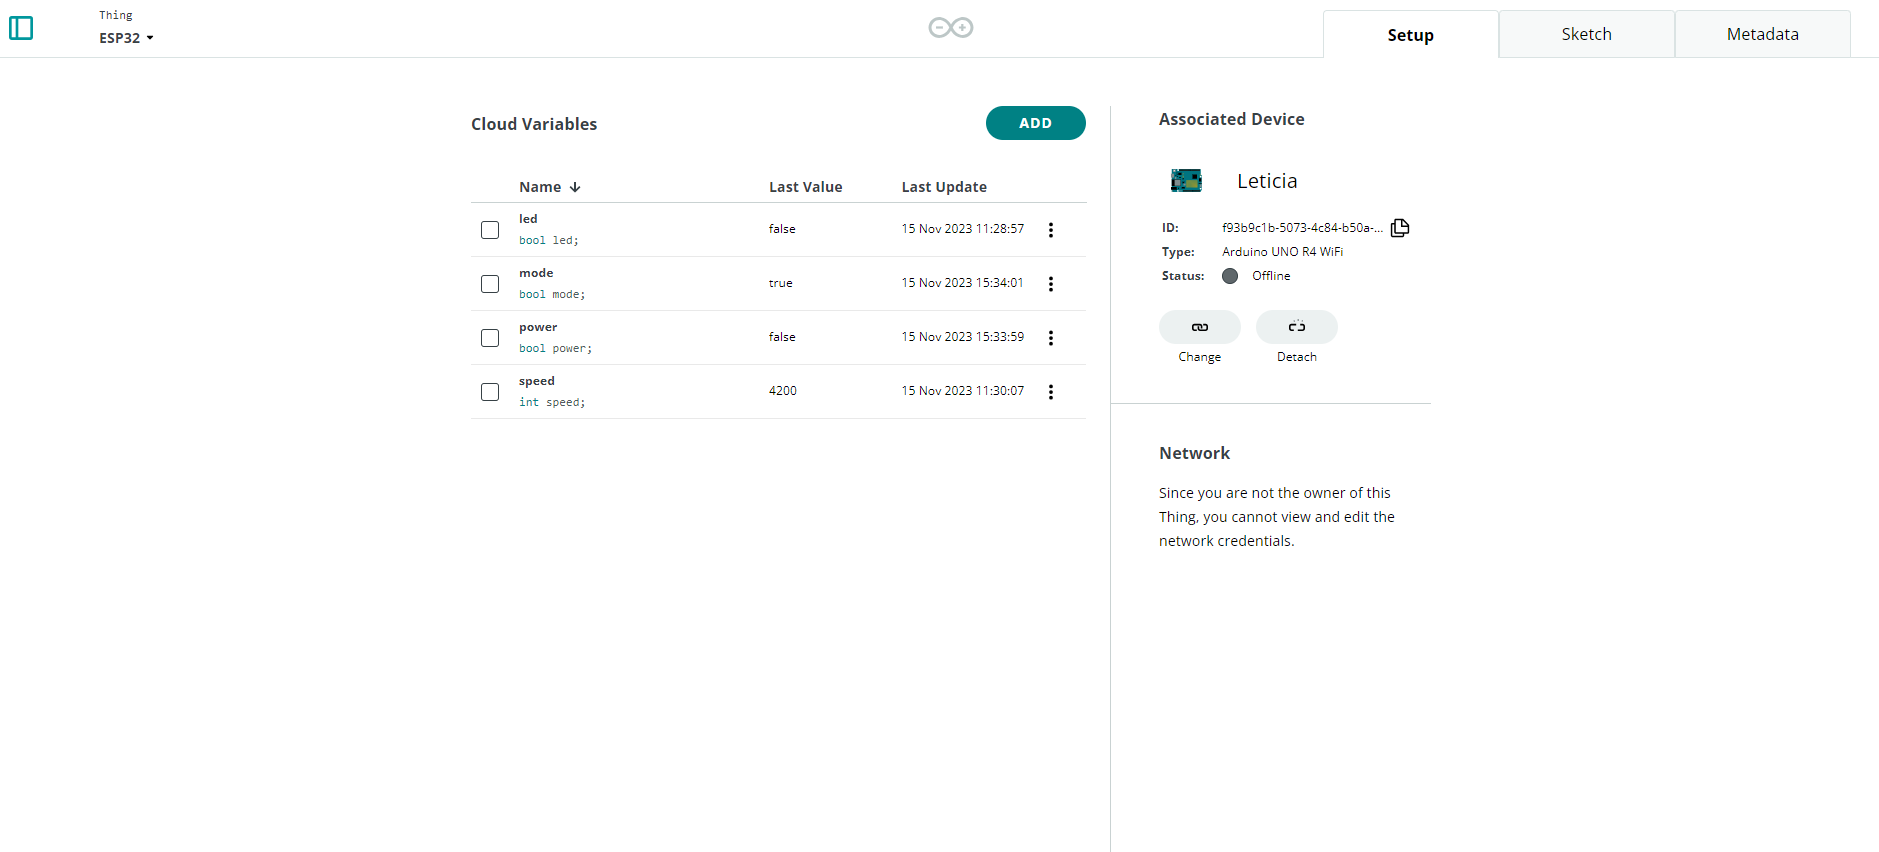 Thing
ESP32
Setup
Sketch
Metadata
Cloud Variables
ADD
Name Last Value Last Update
led
bool led;
false 15 Nov 2023 11:28:57
mode
bool mode;
true 15 Nov 2023 15:34:01
power
bool power;
false 15 Nov 2023 15:33:59
speed
int speed;
4200 15 Nov 2023 11:30:07
Associated Device
Leticia
ID: f93b9c1b-5073-4c84-b50a-...
Type: Arduino UNO R4 WiFi
Status: Offline
Change Detach
Network
Since you are not the owner of this
Thing, you cannot view and edit the
network credentials.